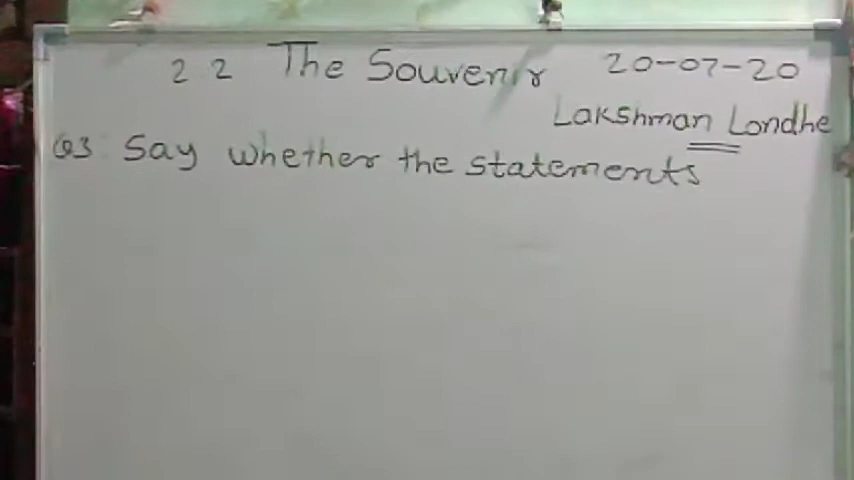 2 2 The Souvenir 20-07-20
Lakshman Londhe
Q3 Say whether the statements